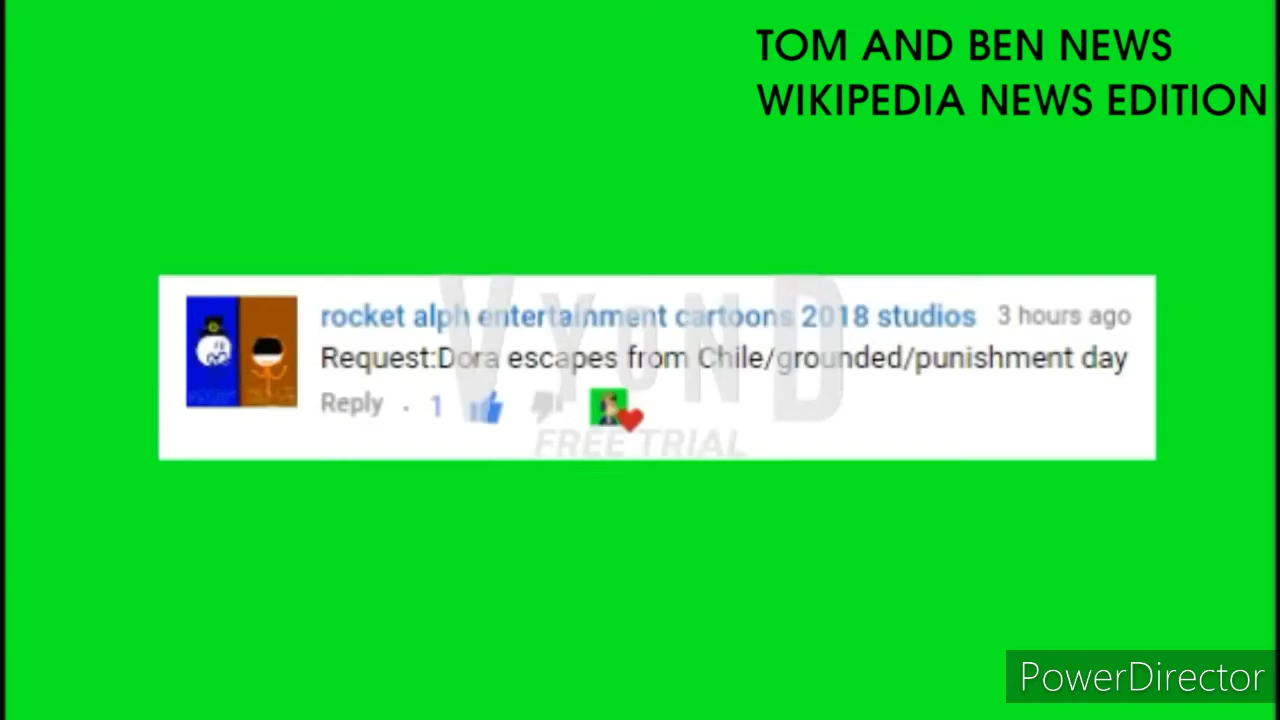 TOM AND BEN NEWS
WIKIPEDIA NEWS EDITION
rocket alph entertainment cartoons 2018 studios 3 hours ago
Request:Dora escapes from Chile/grounded/punishment day
Reply · 1
VYOND
FREE TRIAL
PowerDirector